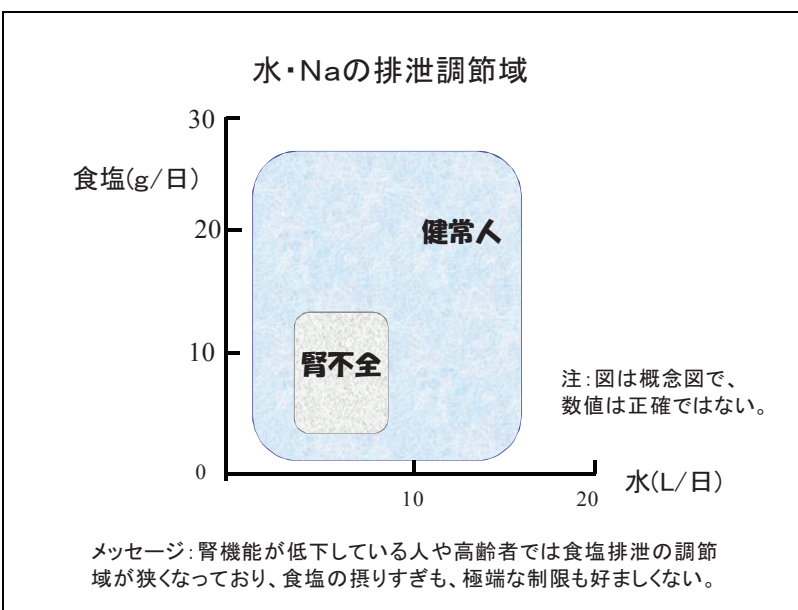 水・Naの排泄調節域
30
食塩(g/日)
20
健常人
10
腎不全
注:図は概念図で、
数値は正確ではない。
0
水(L/日)
10
20
メッセージ:腎機能が低下している人や高齢者では食塩排泄の調節
域が狭くなっており、食塩の摂りすぎも、極端な制限も好ましくない。